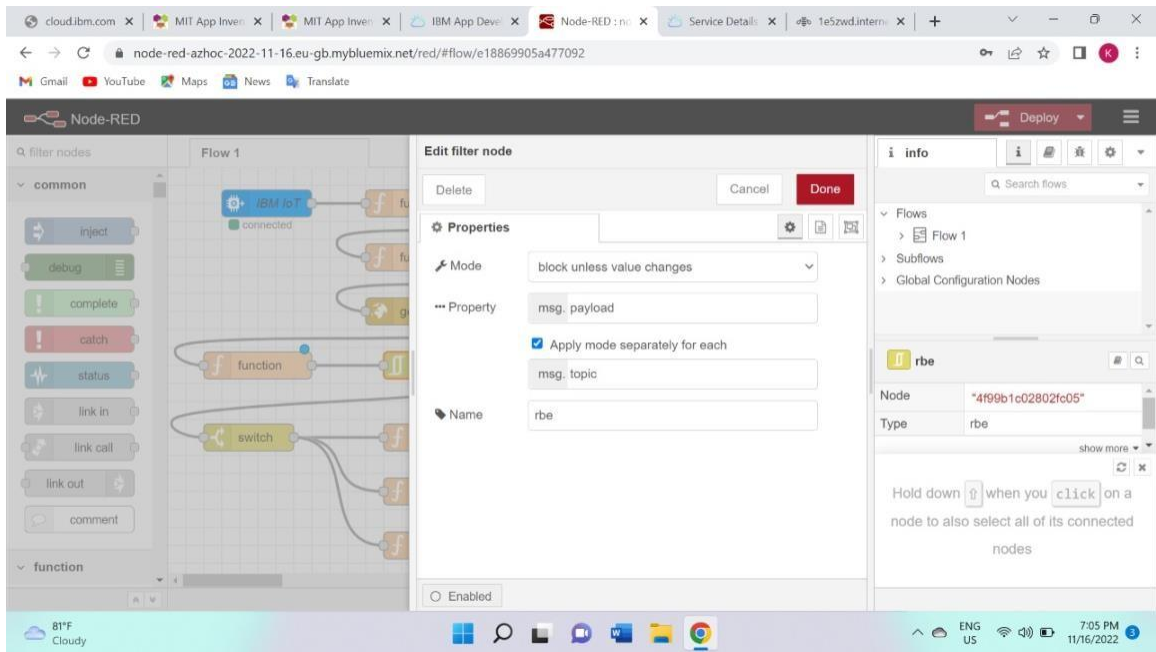 cloud.ibm.com
MIT App Inven
MIT App Inven
IBM App Devel
Node-RED : no
Service Details
1e5zwd.interne
node-red-azhoc-2022-11-16.eu-gb.mybluemix.net/red/#flow/e18869905a477092
K
Gmail YouTube Maps News Translate
Node-RED
Deploy
filter nodes
Flow 1
Edit filter node
i info
i
common
Delete
Cancel
Done
Search flows
IBM IoT
fu
connected
Properties
Flows
Flow 1
inject
Mode
block unless value changes
Subflows
debug
fu
Global Configuration Nodes
complete
g
Property
msg. payload
catch
Apply mode separately for each
status
function
msg. topic
rbe
link in
Name
rbe
Node
"4f99b1c02802fc05"
Type
rbe
switch
link call
show more
link out
Hold down ⇧ when you click on a
node to also select all of its connected
nodes
comment
function
Enabled
81°F
Cloudy
ENG
US
7:05 PM
11/16/2022
3